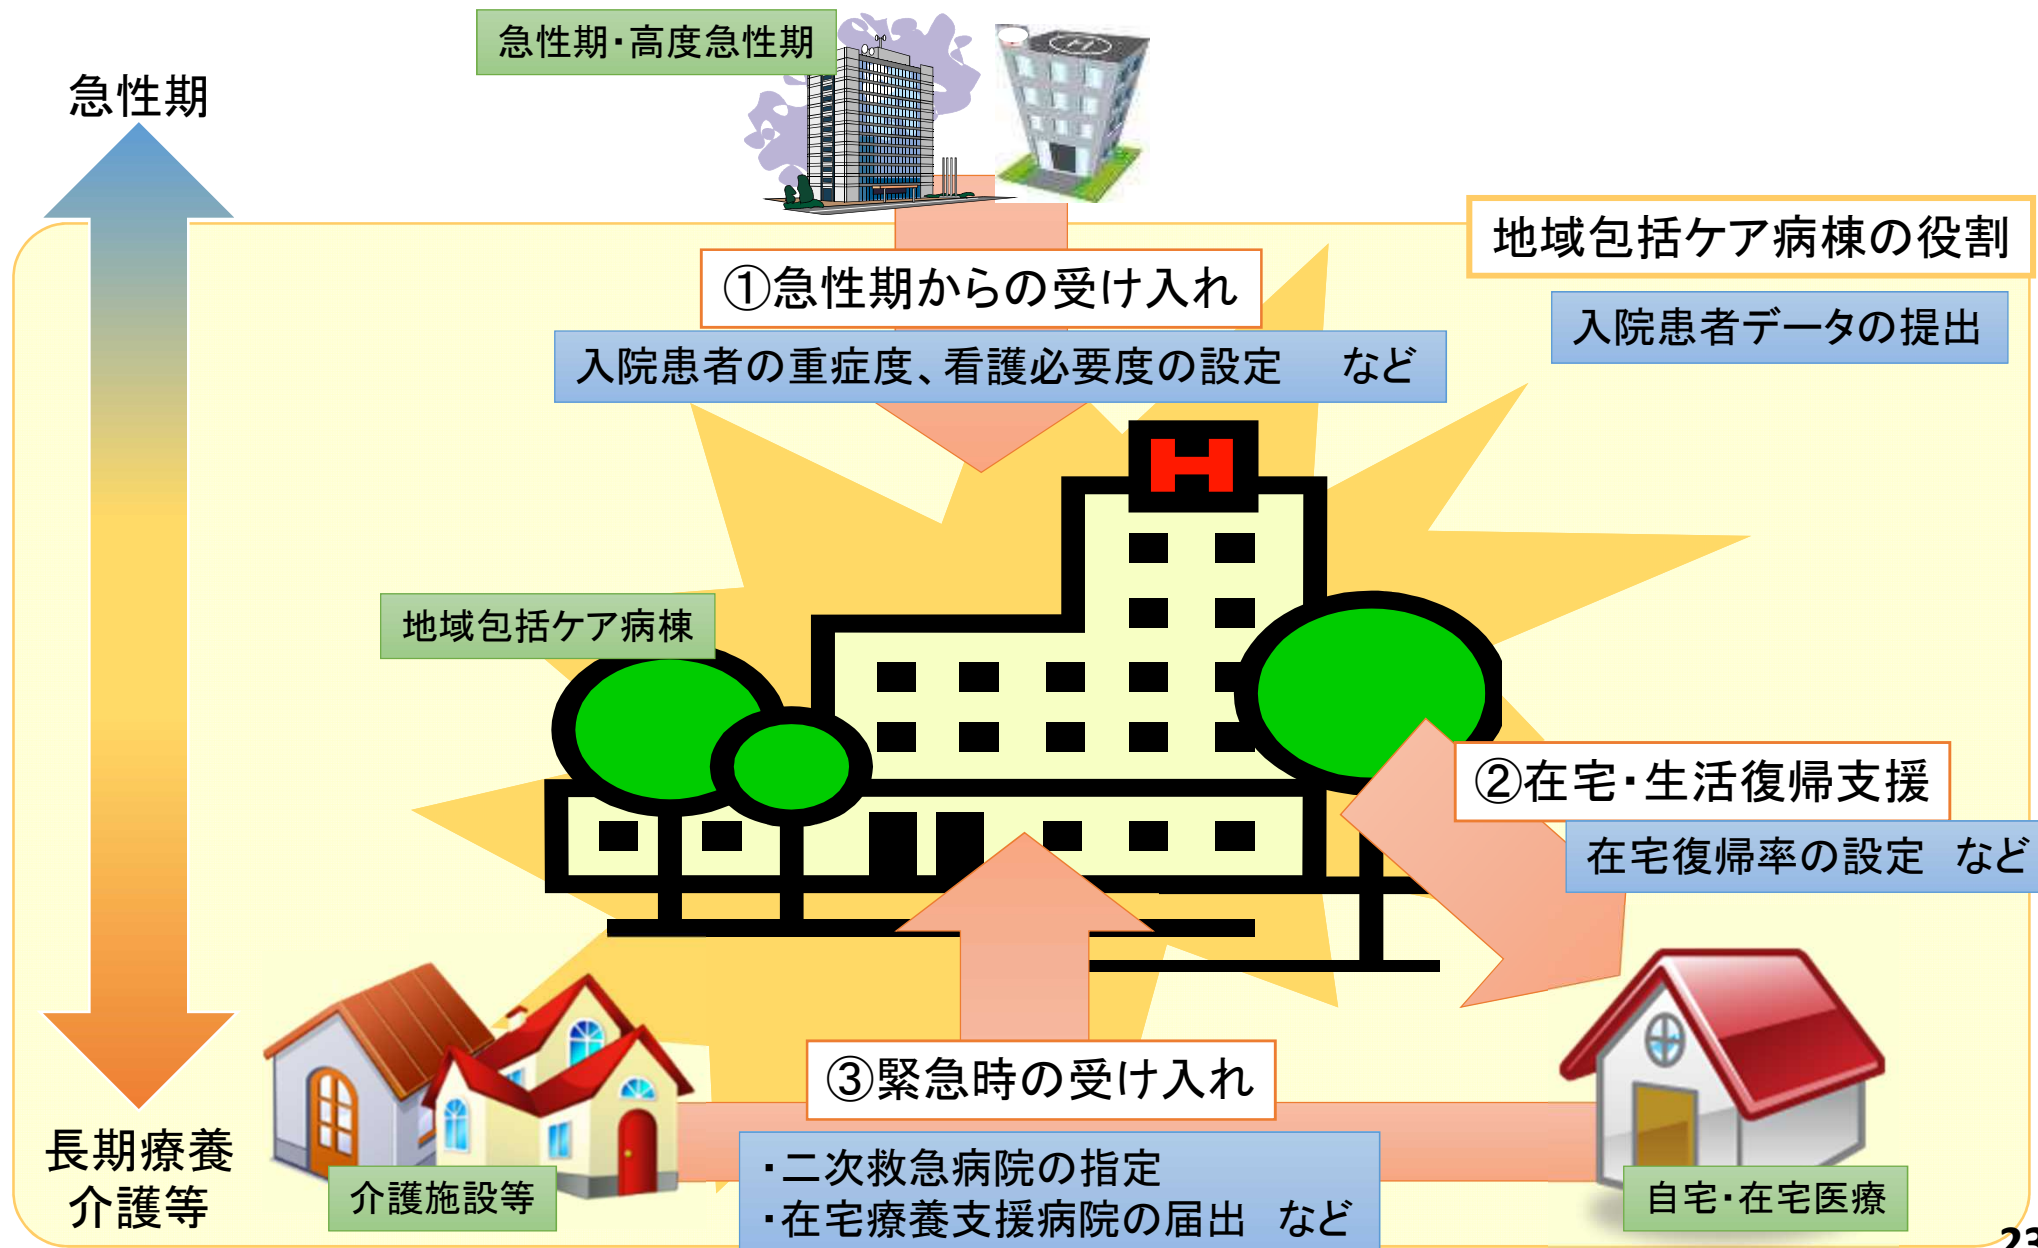 急性期・高度急性期
急性期
地域包括ケア病棟の役割
①急性期からの受け入れ
入院患者データの提出
入院患者の重症度、看護必要度の設定　など
H
地域包括ケア病棟
②在宅・生活復帰支援
在宅復帰率の設定　など
③緊急時の受け入れ
長期療養
介護等
介護施設等
・二次救急病院の指定
・在宅療養支援病院の届出　など
自宅・在宅医療
23